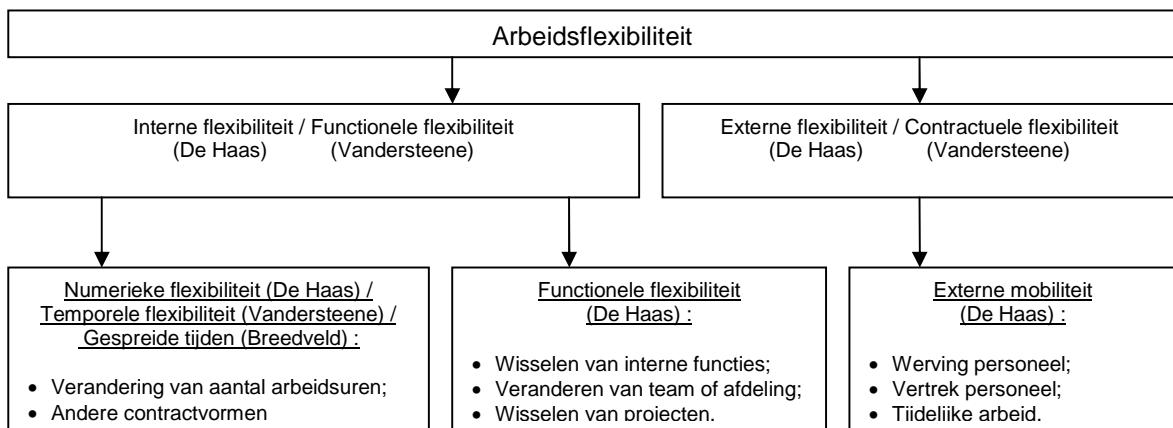 Arbeidsflexibiliteit
Interne flexibiliteit / Functionele flexibiliteit
(De Haas) (Vandersteene)
Externe flexibiliteit / Contractuele flexibiliteit
(De Haas) (Vandersteene)
Numerieke flexibiliteit (De Haas) /
Temporele flexibiliteit (Vandersteene) /
Gespreide tijden (Breedveld) :
• Verandering van aantal arbeidsuren;
• Andere contractvormen
Functionele flexibiliteit
(De Haas) :
• Wisselen van interne functies;
• Veranderen van team of afdeling;
• Wisselen van projecten.
Externe mobiliteit
(De Haas) :
• Werving personeel;
• Vertrek personeel;
• Tijdelijke arbeid.